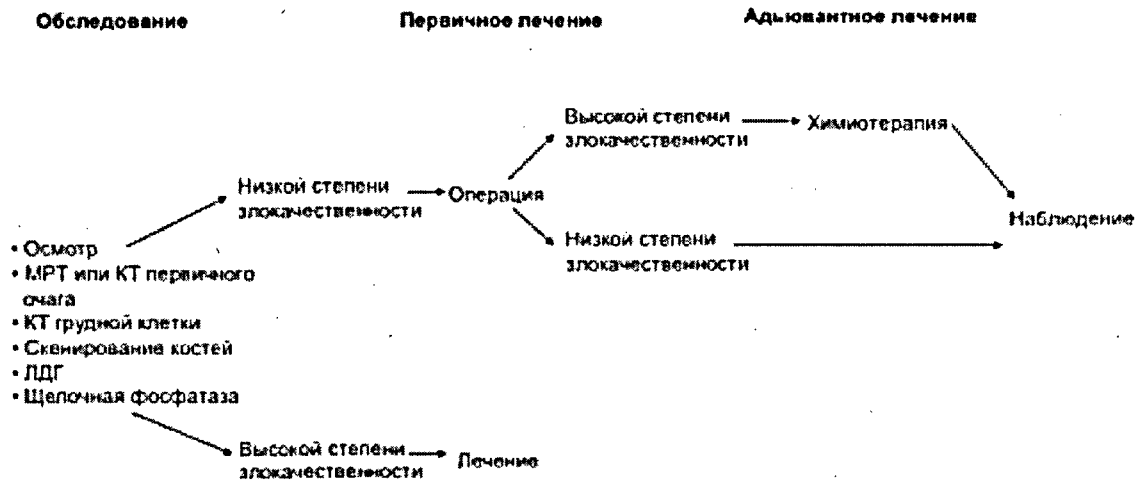 Обследование
Первичное лечение
Адьювантное лечение
Высокой степени
злокачественности
Химиотерапия
Низкой степени
злокачественности
Операция
Наблюдение
Низкой степени
злокачественности
• Осмотр
• МРТ или КТ первичного
очага
• КТ грудной клетки
• Скенирование костей
• ЛДГ
• Щелочная фосфатаза
Высокой степени
злокачественности
Лечение